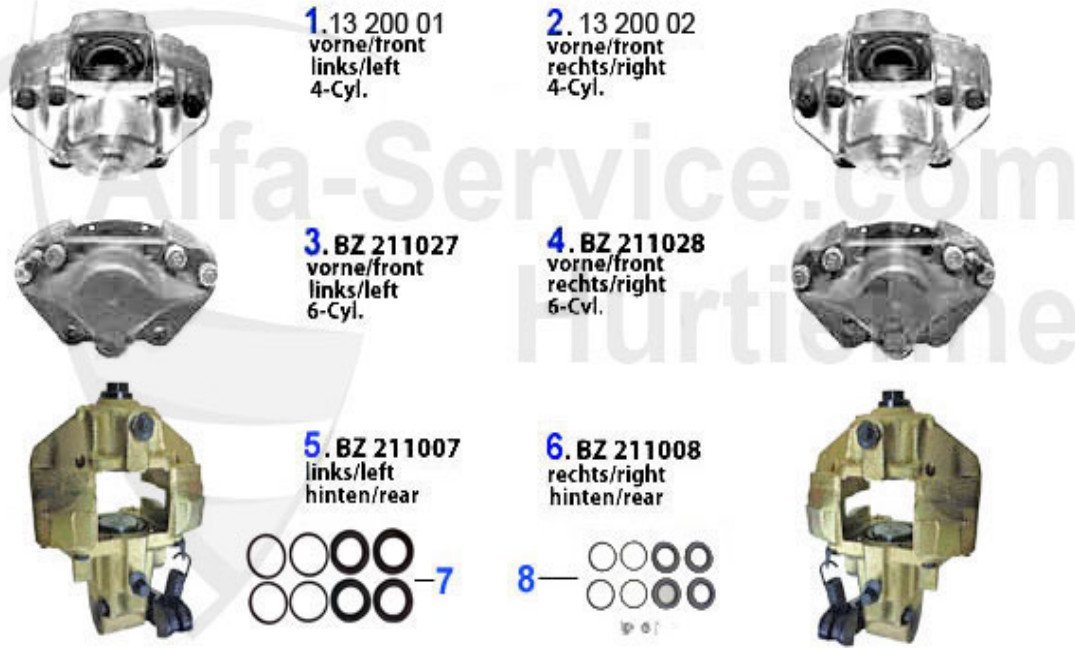 1. 13 200 01
vorne/front
links/left
4-Cyl.
2. 13 200 02
vorne/front
rechts/right
4-Cyl.
Alfa-Service.com
Hürtienne
3. BZ 211027
vorne/front
links/left
6-Cyl.
4. BZ 211028
vorne/front
rechts/right
6-Cyl.
5. BZ 211007
links/left
hinten/rear
6. BZ 211008
rechts/right
hinten/rear
7
8